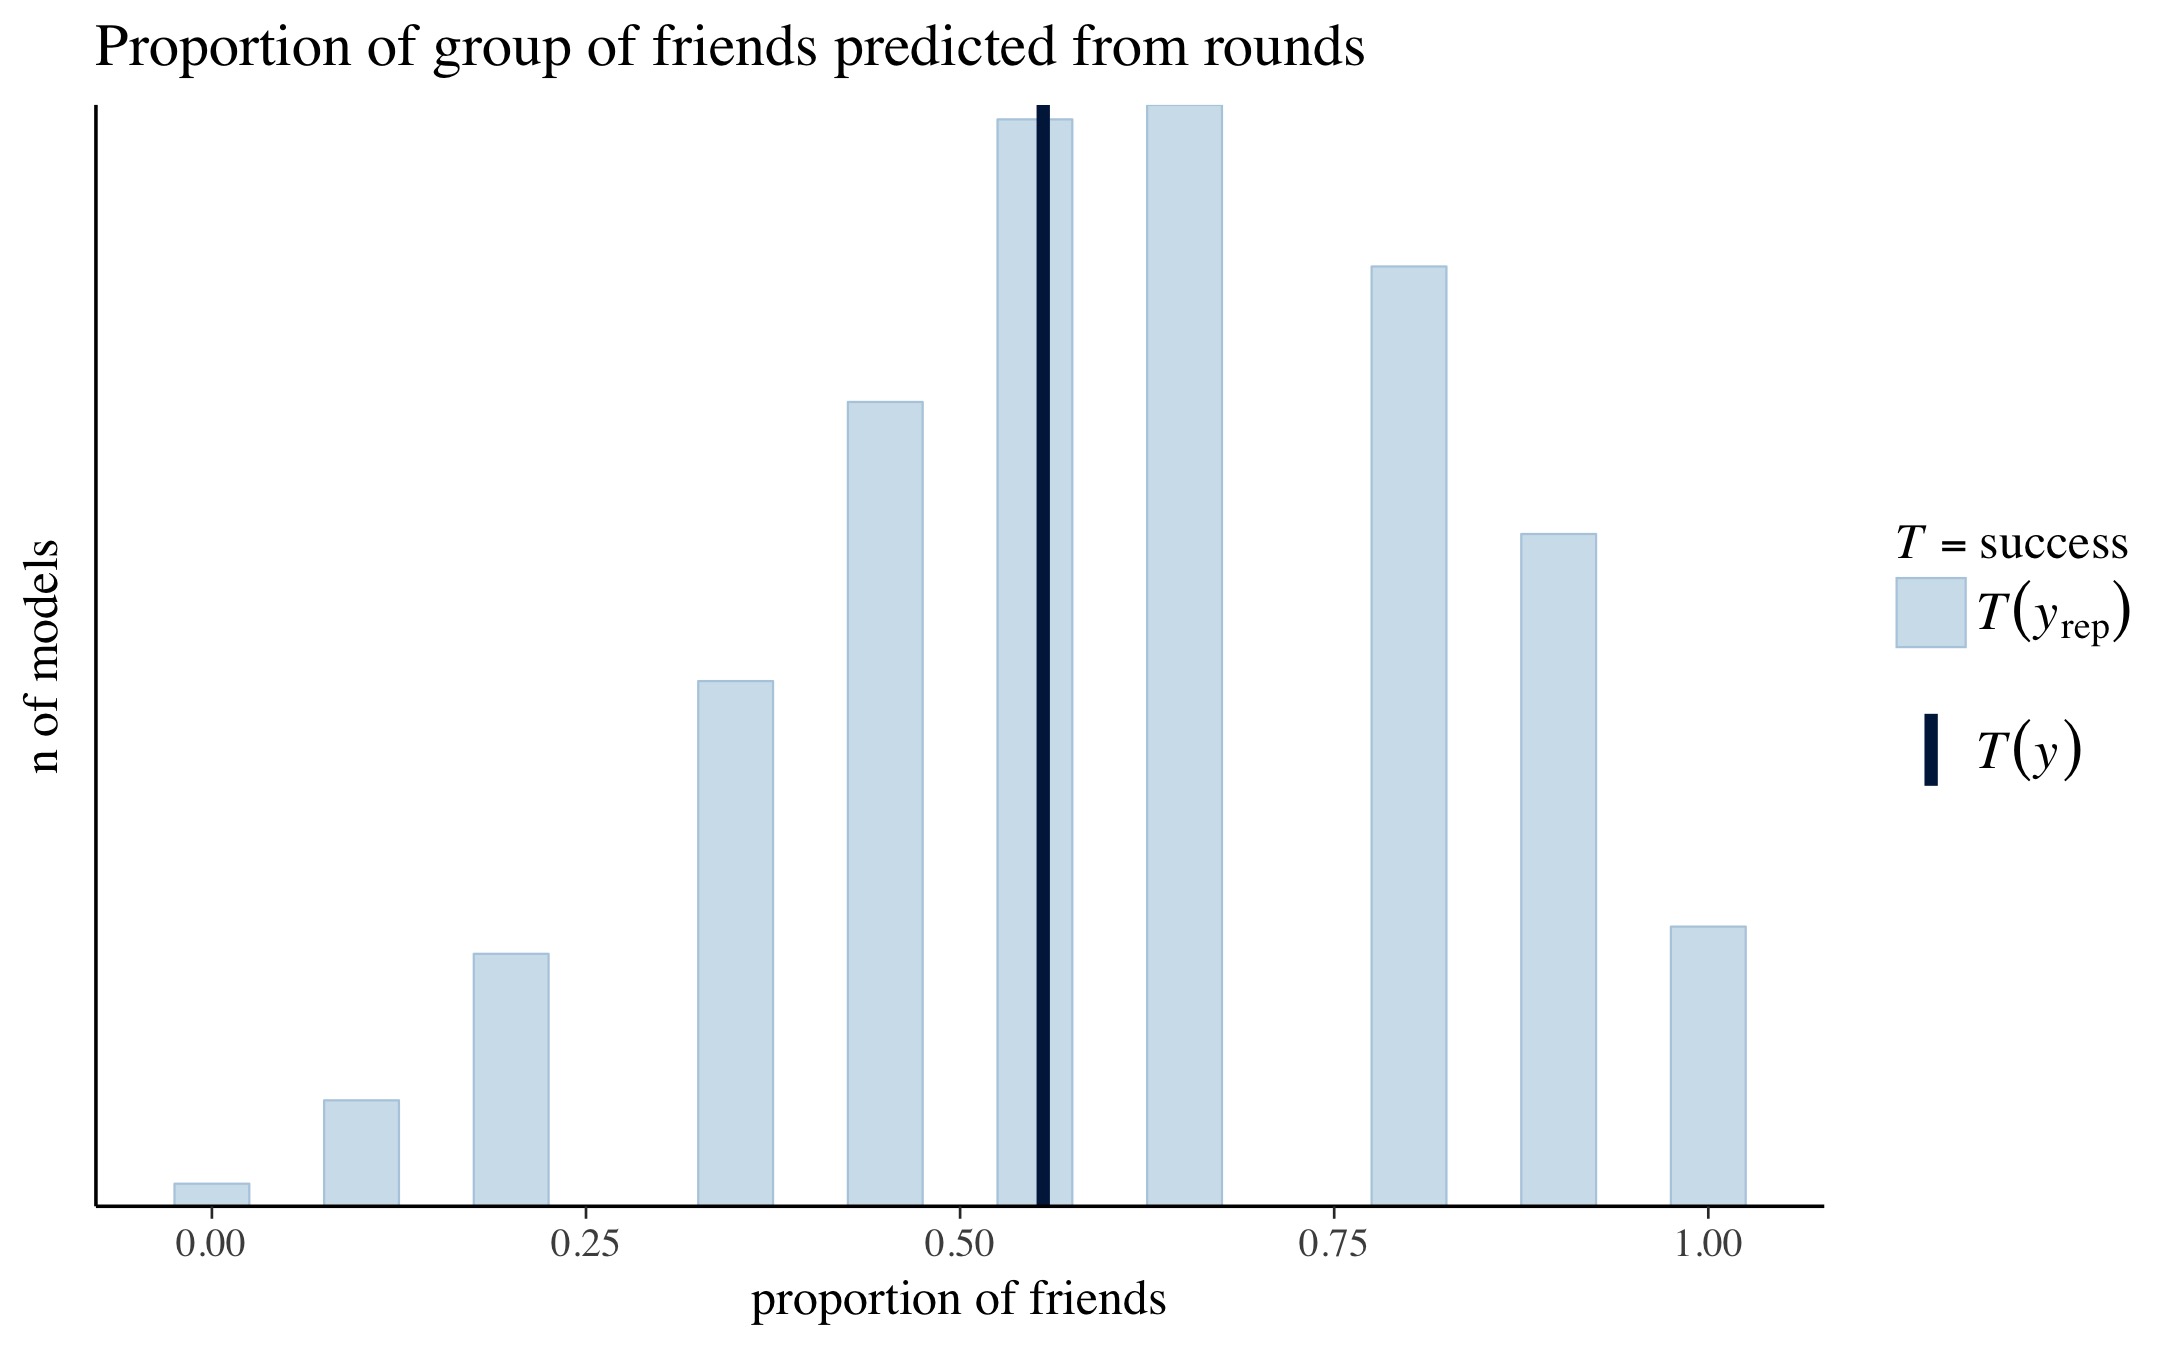 Proportion of group of friends predicted from rounds
n of models
T = success
T(yrep)
T(y)
0.00 0.25 0.50 0.75 1.00
proportion of friends